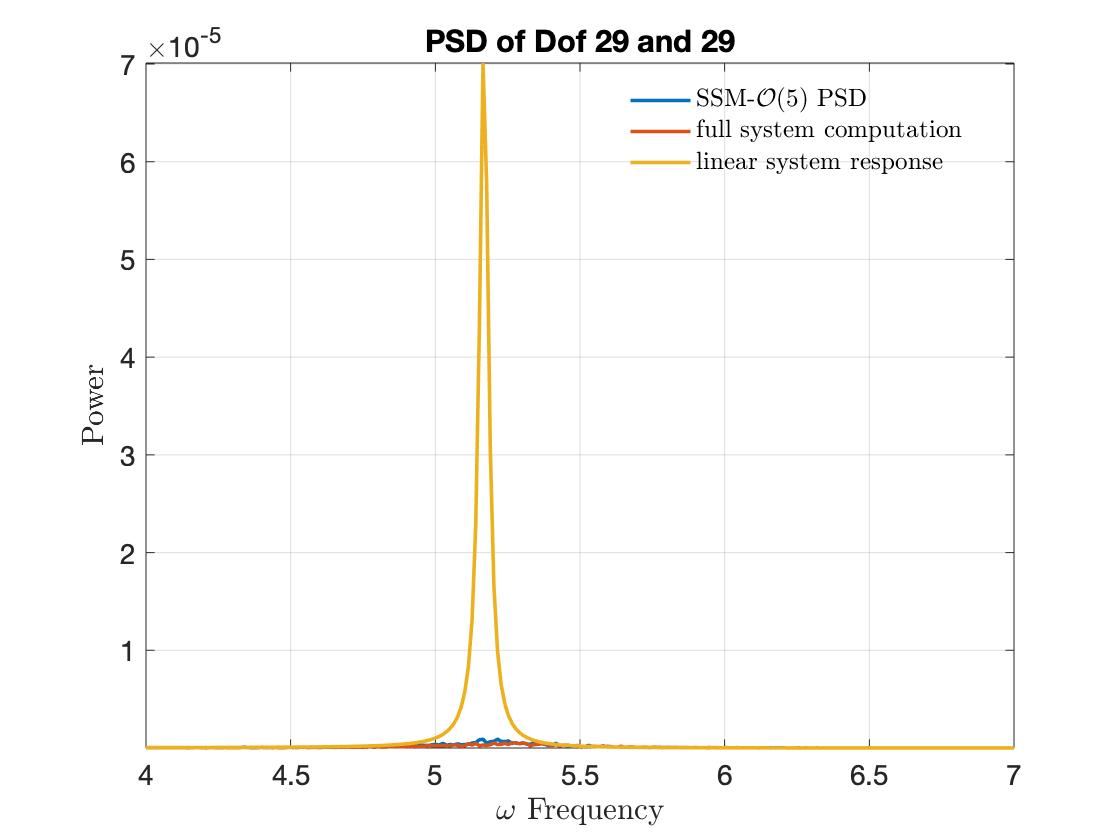 PSD of Dof 29 and 29
×10-5
7
6
5
4
3
2
1
Power
SSM-𝒪(5) PSD
full system computation
linear system response
4 4.5 5 5.5 6 6.5 7
ω Frequency